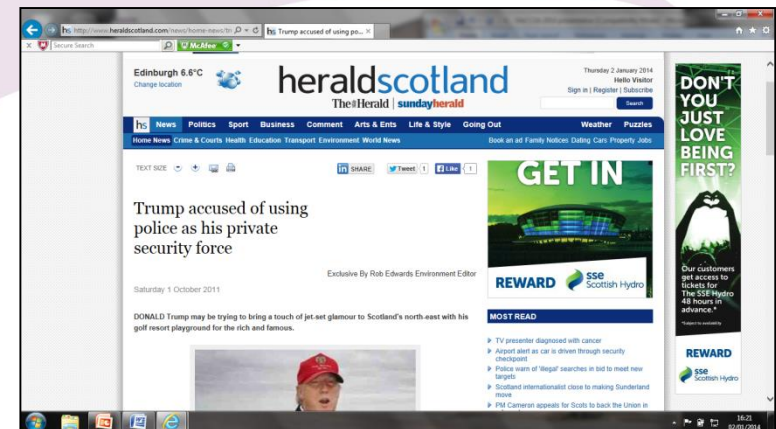 http://www.heraldscotland.com/news/home-news/tr
Trump accused of using po...
Secure Search
McAfee
Edinburgh 6.6°C
Change location
heraldscotland
The Herald | sundayherald
Thursday 2 January 2014
Hello Visitor
Sign in | Register | Subscribe
Search
hs News Politics Sport Business Comment Arts & Ents Life & Style Going Out Weather Puzzles
Home News Crime & Courts Health Education Transport Environment World News Book an ad Family Notices Dating Cars Property Jobs
TEXT SIZE
in SHARE Tweet 1 Like 1
Trump accused of using
police as his private
security force
Exclusive By Rob Edwards Environment Editor
Saturday 1 October 2011
DONALD Trump may be trying to bring a touch of jet-set glamour to Scotland's north-east with his
golf resort playground for the rich and famous.
GET IN
REWARD sse Scottish Hydro
MOST READ
TV presenter diagnosed with cancer
Airport alert as car is driven through security
checkpoint
Police warn of 'illegal' searches in bid to meet new
targets
Scotland internationalist close to making Sunderland
move
PM Cameron appeals for Scots to back the Union in
DON'T
YOU
JUST
LOVE
BEING
FIRST?
Our customers
get access to
tickets for
The SSE Hydro
48 hours in
advance.*
*Subject to availability
REWARD
sse
Scottish Hydro
16:21
02/01/2014